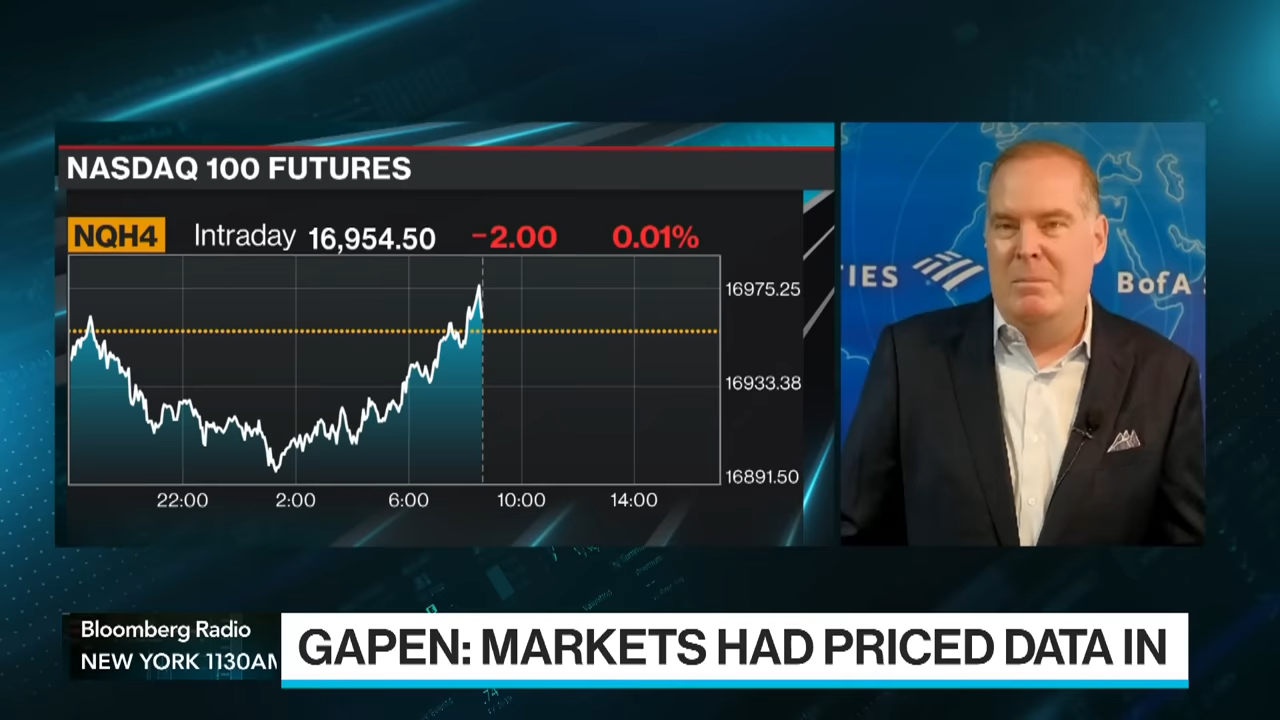 NASDAQ 100 FUTURES
NQH4 Intraday 16,954.50 −2.00 0.01%
16975.25
16933.38
16891.50
22:00 2:00 6:00 10:00 14:00
IES
BofA
Bloomberg Radio
NEW YORK 1130AM
GAPEN: MARKETS HAD PRICED DATA IN